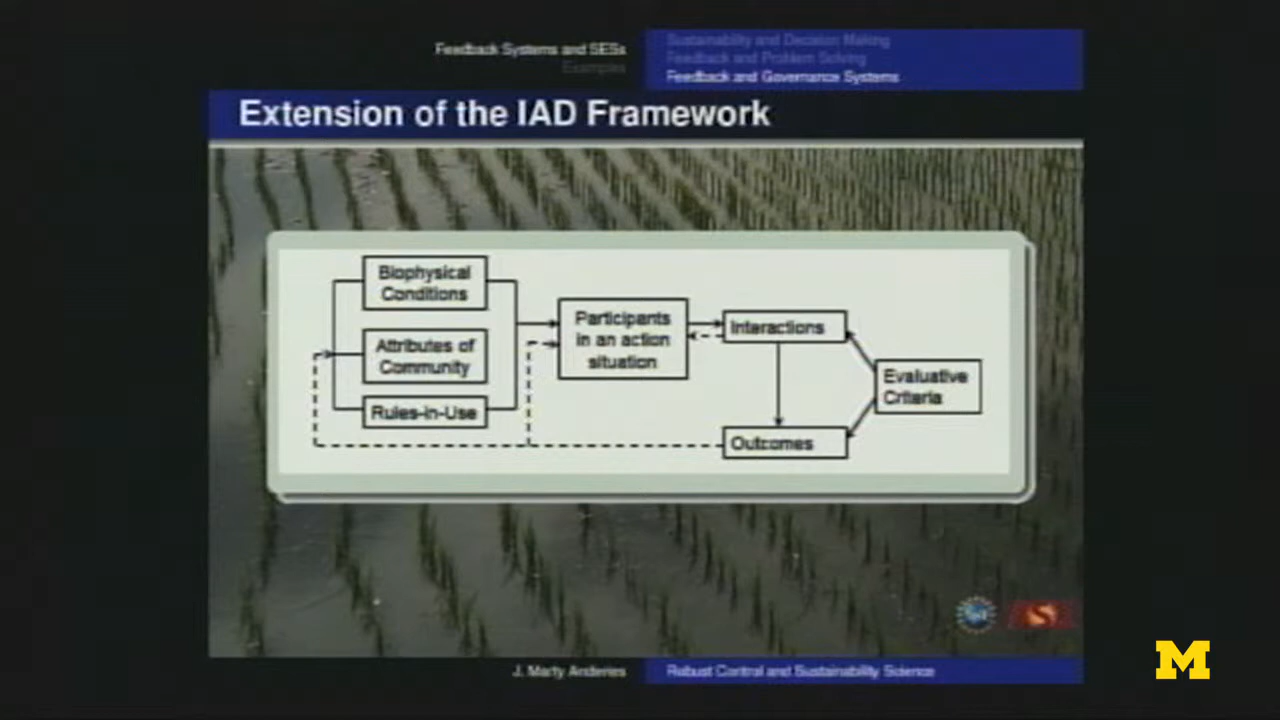 Feedback Systems and SESs
Examples
Sustainability and Decision Making
Feedback and Problem Solving
Feedback and Governance Systems
Extension of the IAD Framework
Biophysical
Conditions
Attributes of
Community
Rules-in-Use
Participants
in an action
situation
Interactions
Outcomes
Evaluative
Criteria
J. Marty Anderies
Robust Control and Sustainability Science
M